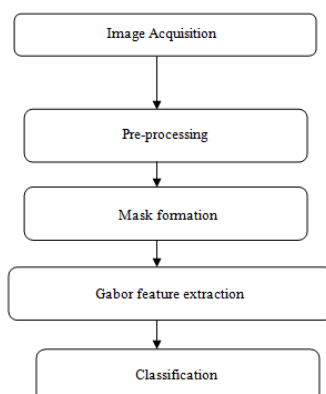 Image Acquisition
Pre-processing
Mask formation
Gabor feature extraction
Classification